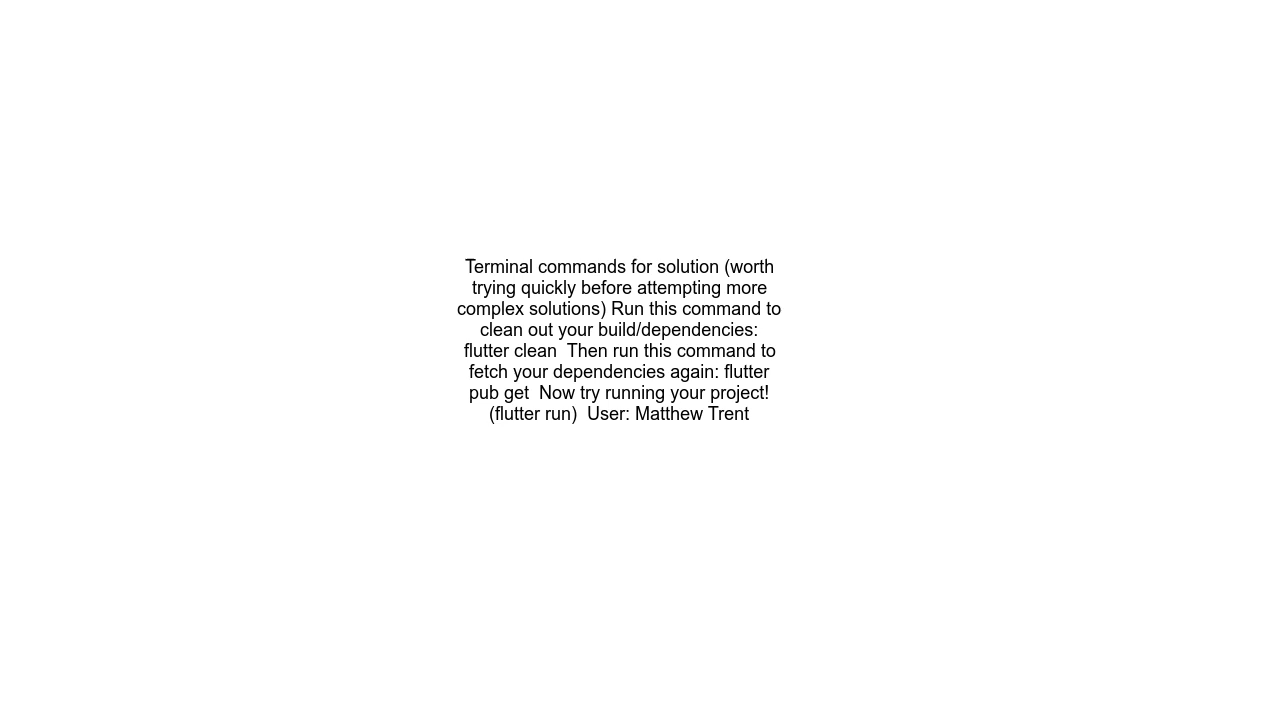 Terminal commands for solution (worth
trying quickly before attempting more
complex solutions) Run this command to
clean out your build/dependencies:
flutter clean  Then run this command to
fetch your dependencies again: flutter
pub get  Now try running your project!
(flutter run)  User: Matthew Trent